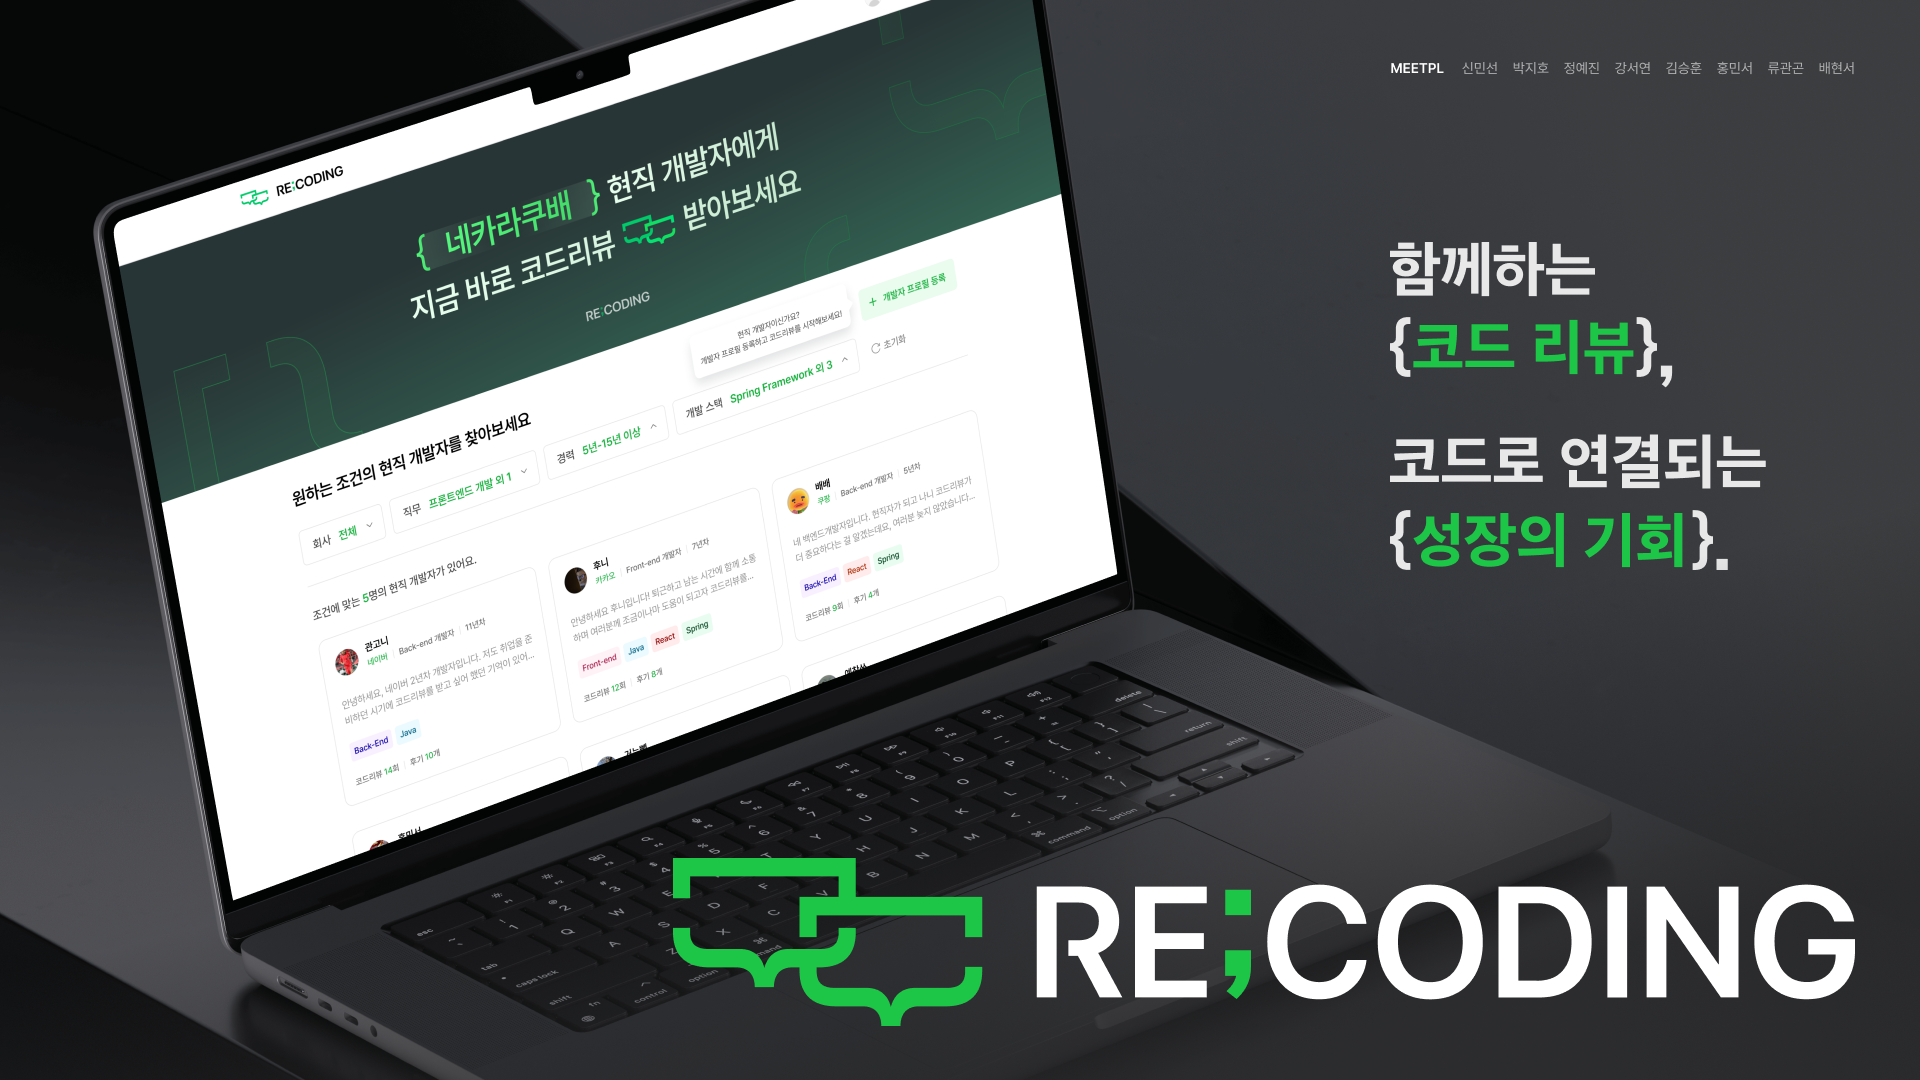 MEETPL 신민선 박지호 정예진 강서연 김승훈 홍민서 류관곤 배현서
함께하는
{코드 리뷰},
코드로 연결되는
{성장의 기회}.
RE;CODING
RE;CODING
{ 네카라쿠배 } 현직 개발자에게
지금 바로 코드리뷰 받아보세요
RE;CODING
현직 개발자이신가요?
개발자 프로필 등록하고 코드리뷰를 시작해보세요!
+ 개발자 프로필 등록
원하는 조건의 현직 개발자를 찾아보세요
회사 전체
직무 프론트엔드 개발 외 1
경력 5년-15년 이상
개발 스택 Spring Framework 외 3
초기화
조건에 맞는 5명의 현직 개발자가 있어요.
관고니
네이버 | Back-end 개발자 | 11년차
안녕하세요, 네이버 2년차 개발자입니다. 저도 취업을 준
비하던 시기에 코드리뷰를 받고 싶어 했던 기억이 있어...
Back-End Java
코드리뷰 14회 | 후기 10개
후니
카카오 | Front-end 개발자 | 7년차
안녕하세요 후니입니다! 퇴근하고 남는 시간에 함께 소통
하며 여러분께 조금이나마 도움이 되고자 코드리뷰를...
Front-end Java React Spring
코드리뷰 12회 | 후기 8개
배배
쿠팡 | Back-end 개발자 | 5년차
네 백엔드개발자입니다. 현직자가 되고 나니 코드리뷰가
더 중요하다는 걸 알겠는데요, 여러분 늦지 않았습니다...
Back-End React Spring
코드리뷰 9회 | 후기 4개
홍민서
esc
delete
tab
return
caps lock
shift
shift
fn
control
option
command
option